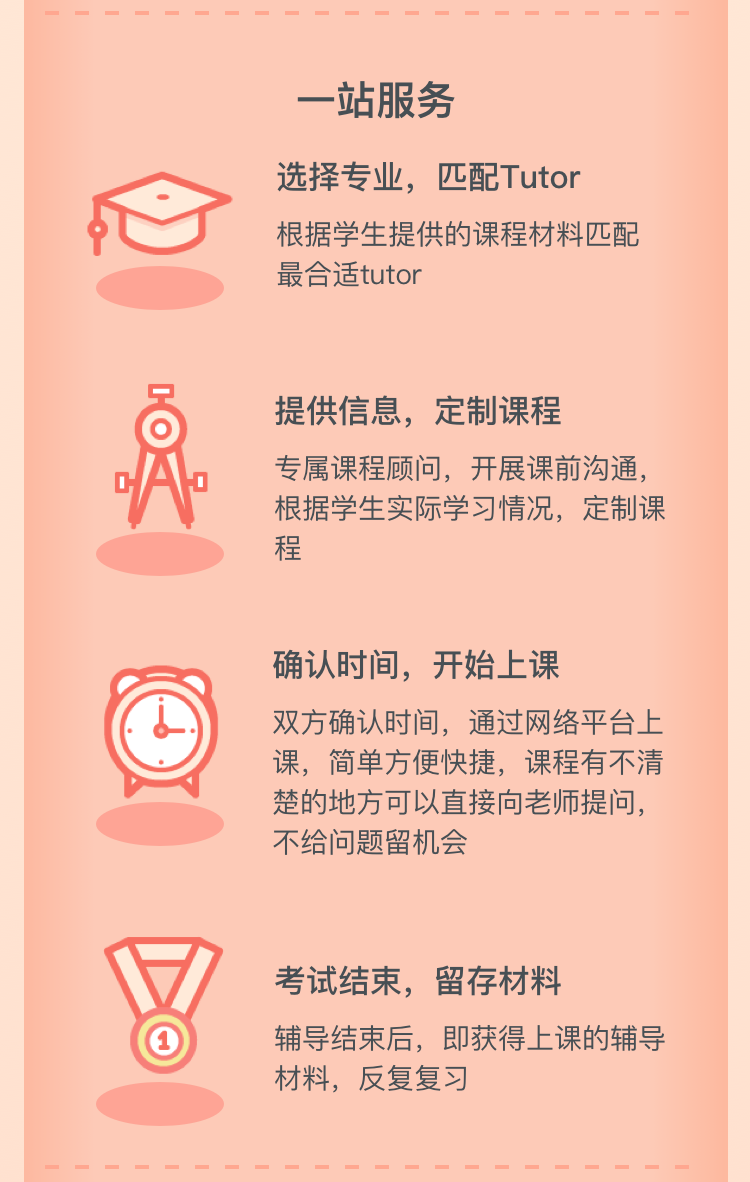 一站服务
选择专业，匹配Tutor
根据学生提供的课程材料匹配
最合适tutor
提供信息，定制课程
专属课程顾问，开展课前沟通，
根据学生实际学习情况，定制课
程
确认时间，开始上课
双方确认时间，通过网络平台上
课，简单方便快捷，课程有不清
楚的地方可以直接向老师提问，
不给问题留机会
1
考试结束，留存材料
辅导结束后，即获得上课的辅导
材料，反复复习